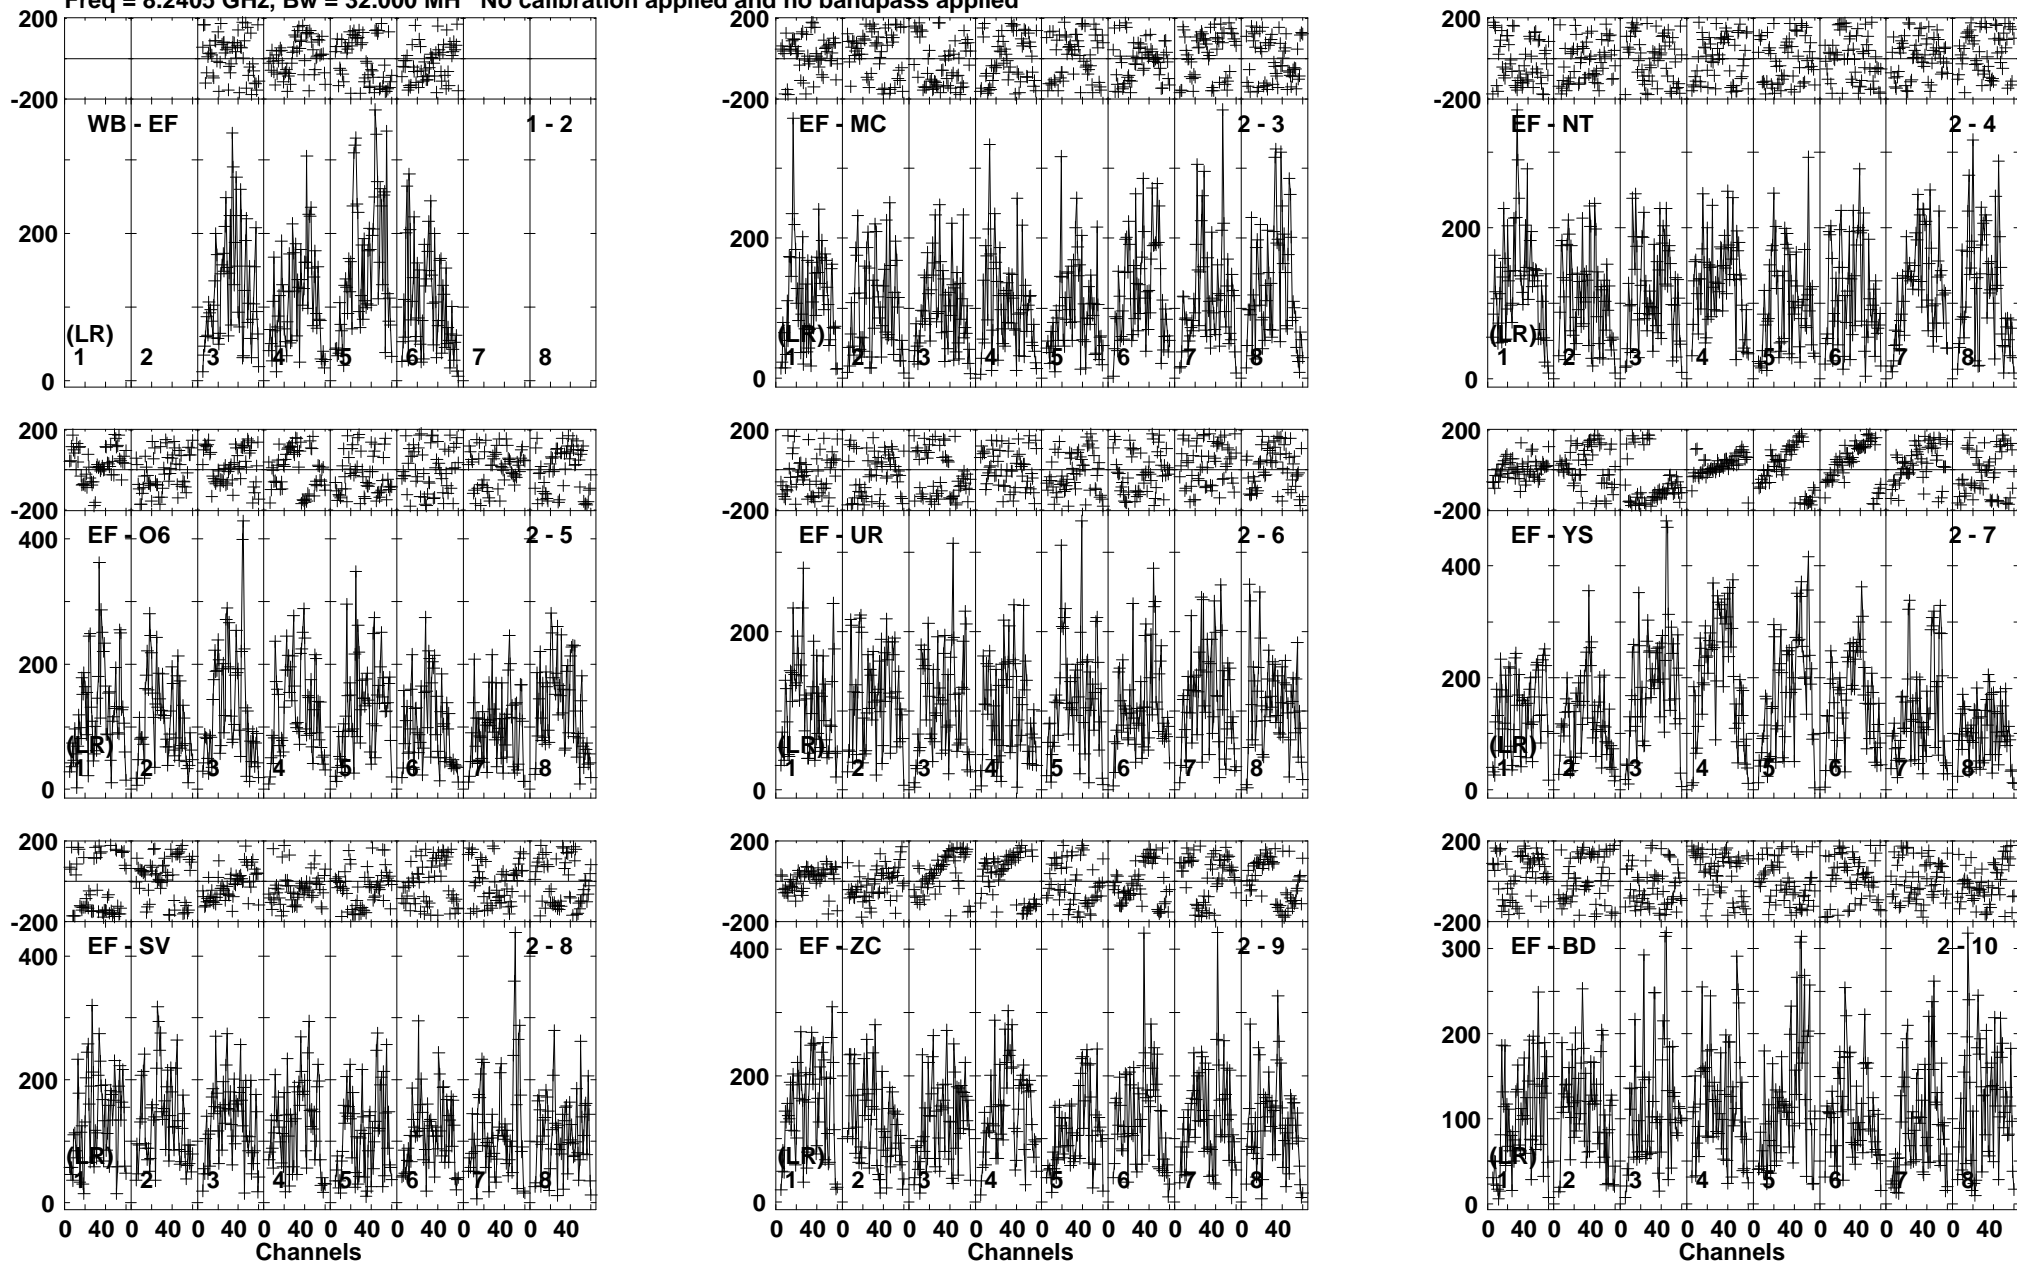 Freq = 8.2405 GHz, Bw = 32.000 MH No calibration applied and no bandpass applied
200
-200
WB - EF 1 - 2
200
(LR)
1 2 3 4 5 6 7 8
0
200
-200
EF - MC 2 - 3
200
(LR)
1 2 3 4 5 6 7 8
0
200
-200
EF - NT 2 - 4
200
(LR)
1 2 3 4 5 6 7 8
0
200
-200
400
EF - O6 2 - 5
200
(LR)
1 2 3 4 5 6 7 8
0
200
-200
EF - UR 2 - 6
200
(LR)
1 2 3 4 5 6 7 8
0
200
-200
EF - YS 2 - 7
400
200
(LR)
1 2 3 4 5 6 7 8
0
200
-200
EF - SV 2 - 8
400
200
(LR)
1 2 3 4 5 6 7 8
0
0 40 0 40 0 40 0 40 0 40 0 40 0 40 0 40
Channels
200
-200
EF - ZC 2 - 9
400
200
(LR)
1 2 3 4 5 6 7 8
0
0 40 0 40 0 40 0 40 0 40 0 40 0 40 0 40
Channels
200
-200
EF - BD 2 - 10
300
200
100
(LR)
1 2 3 4 5 6 7 8
0
0 40 0 40 0 40 0 40 0 40 0 40 0 40 0 40
Channels